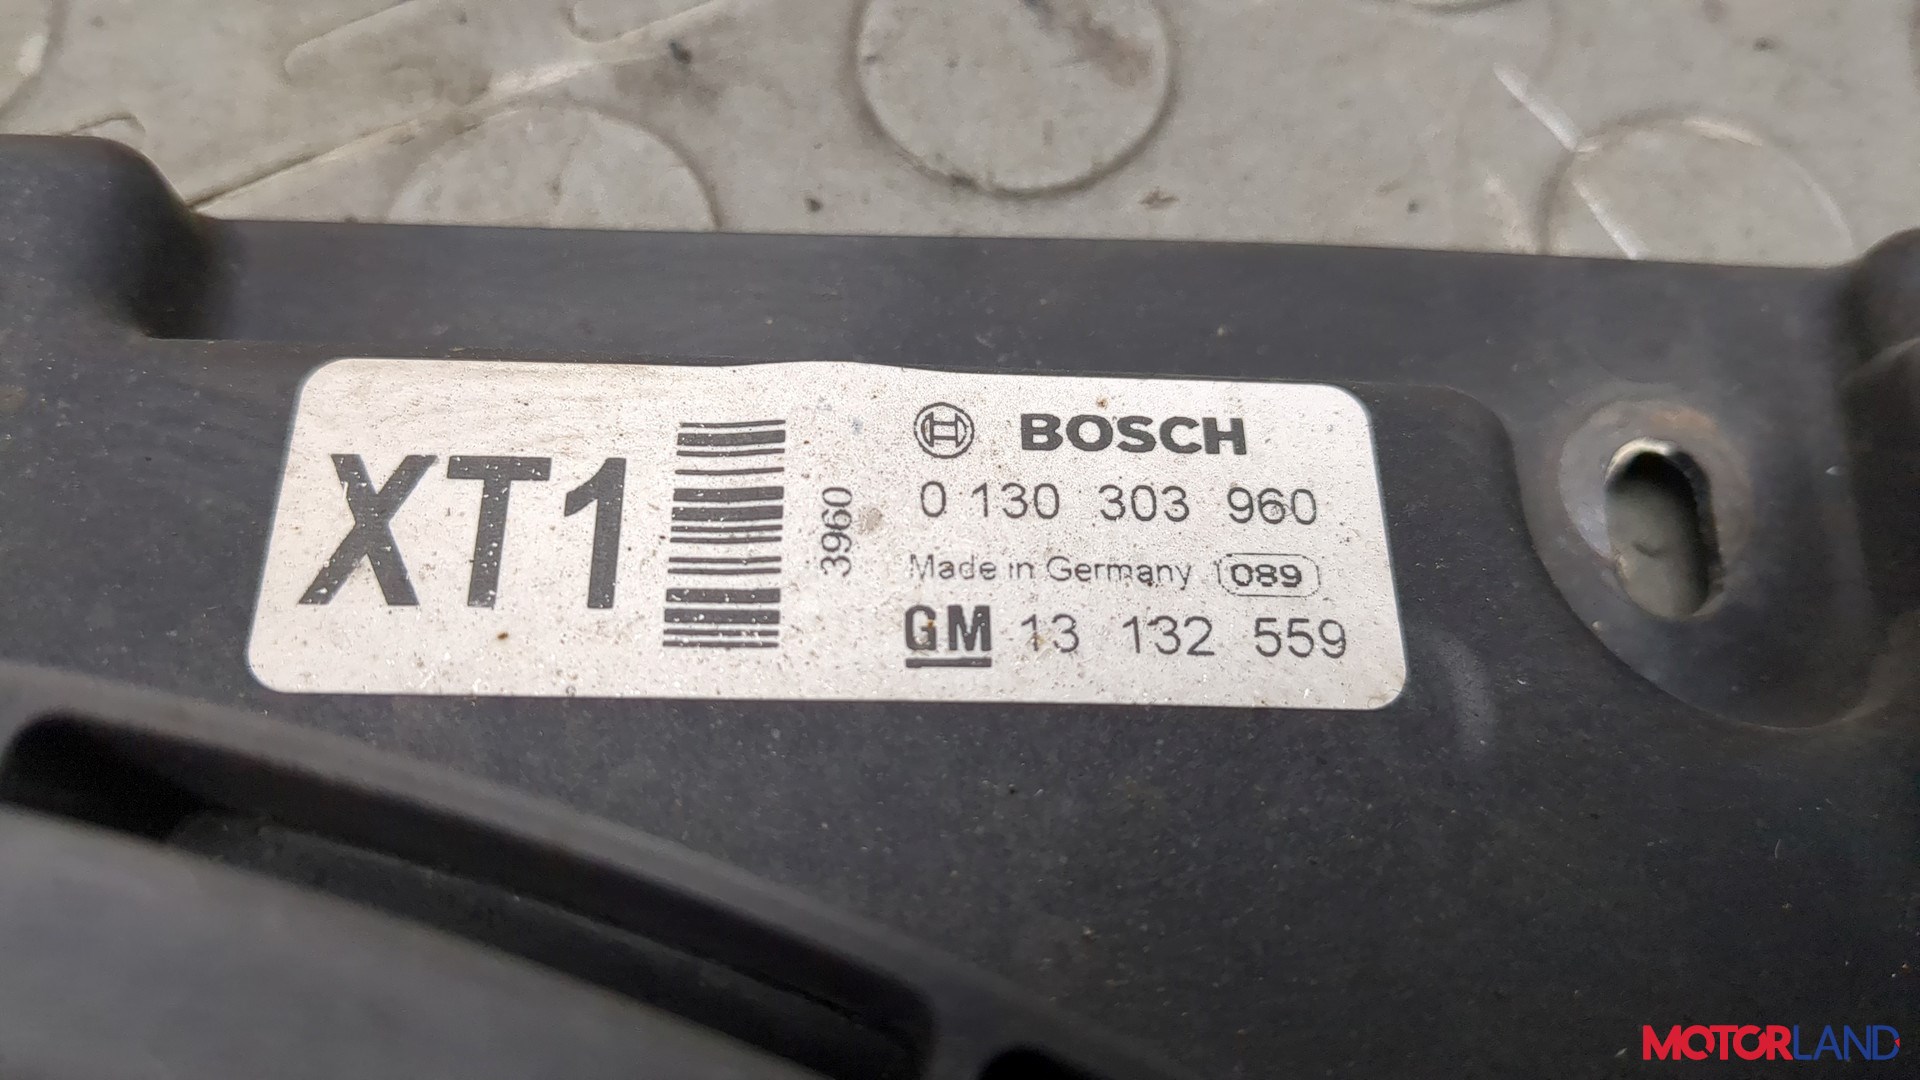 XT1
3960
BOSCH
0 130 303 960
Made in Germany 089
GM 13 132 559
MOTORLAND